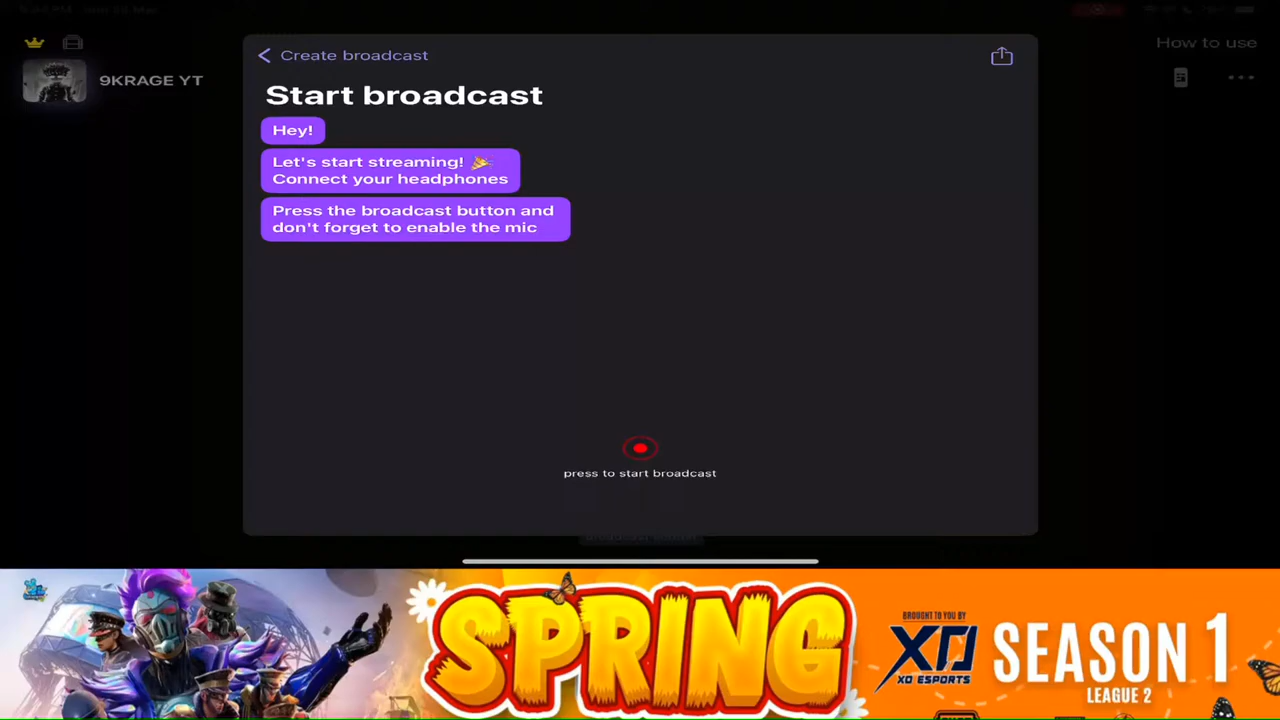 How to use
9KRAGE YT
Create broadcast
Start broadcast
Hey!
Let's start streaming! 🎉
Connect your headphones
Press the broadcast button and
don't forget to enable the mic
press to start broadcast
SPRING
BROUGHT TO YOU BY
XO
XO ESPORTS
SEASON 1
LEAGUE 2